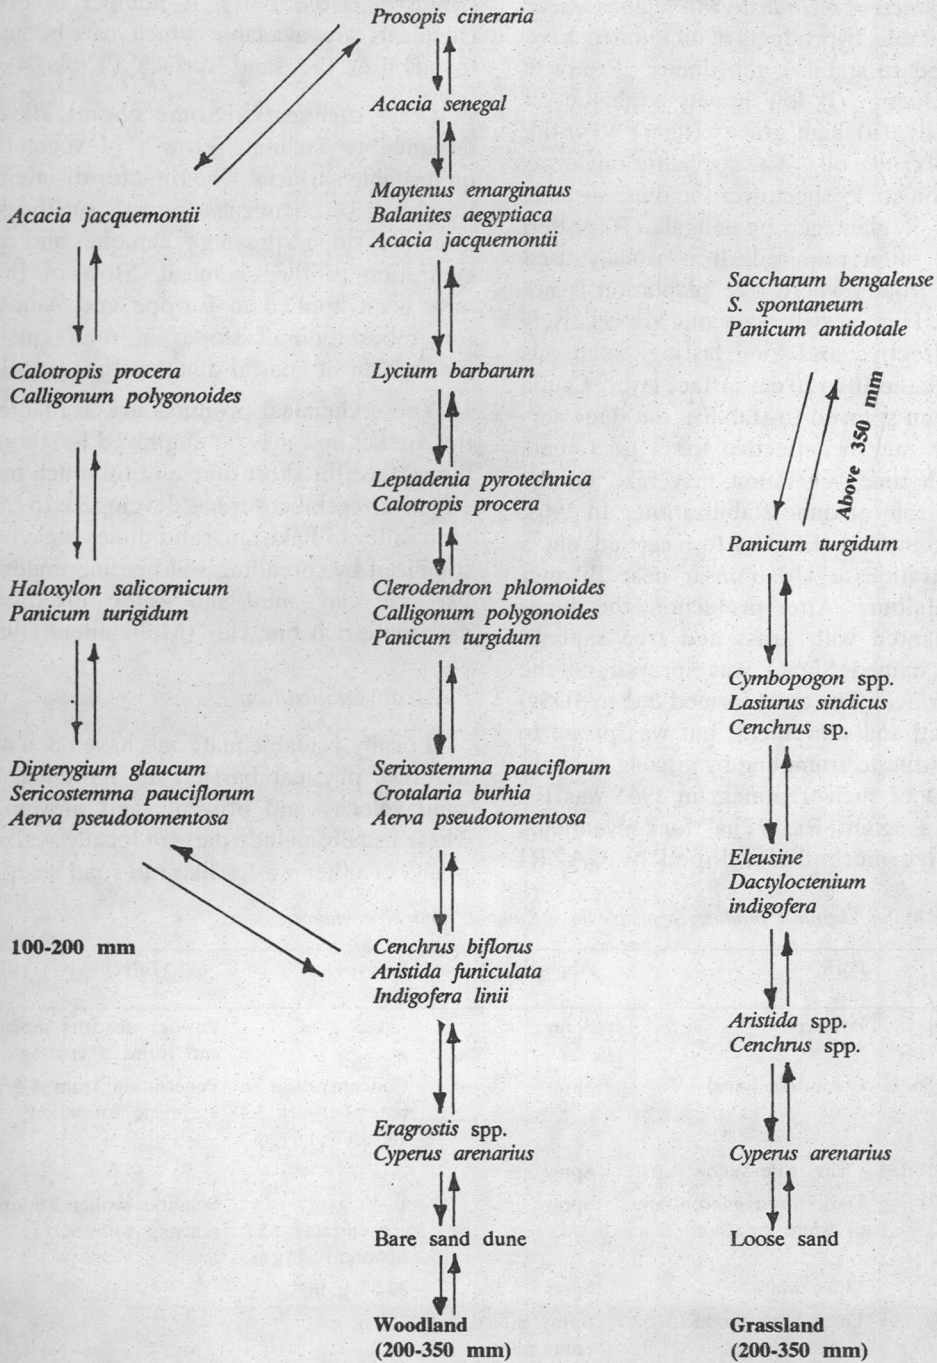 Prosopis cineraria
Acacia senegal
Maytenus emarginatus
Balanites aegyptiaca
Acacia jacquemontii
Lycium barbarum
Leptadenia pyrotechnica
Calotropis procera
Clerodendron phlomoides
Calligonum polygonoides
Panicum turgidum
Serixostemma pauciflorum
Crotalaria burhia
Aerva pseudotomentosa
Cenchrus biflorus
Aristida funiculata
Indigofera linii
Eragrostis spp.
Cyperus arenarius
Bare sand dune
Woodland
(200-350 mm)
Acacia jacquemontii
Calotropis procera
Calligonum polygonoides
Haloxylon salicornicum
Panicum turigidum
Dipterygium glaucum
Sericostemma pauciflorum
Aerva pseudotomentosa
100-200 mm
Saccharum bengalense
S. spontaneum
Panicum antidotale
Above 350 mm
Panicum turgidum
Cymbopogon spp.
Lasiurus sindicus
Cenchrus sp.
Eleusine
Dactyloctenium
indigofera
Aristida spp.
Cenchrus spp.
Cyperus arenarius
Loose sand
Grassland
(200-350 mm)